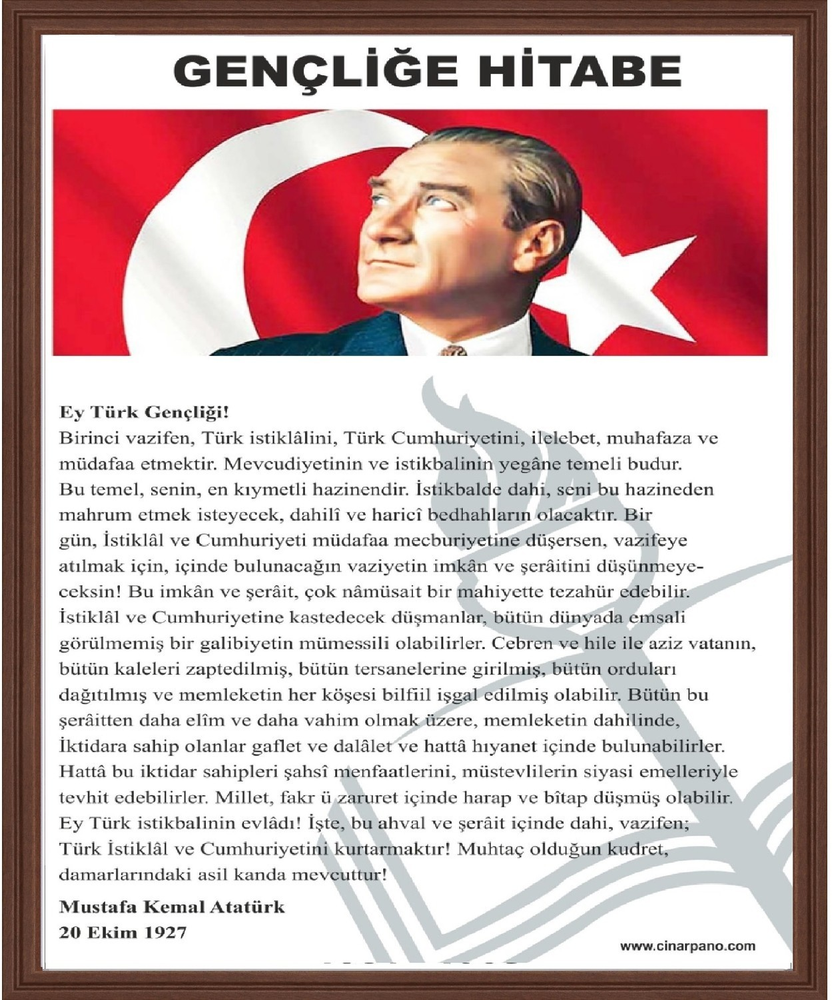 GENÇLİĞE HİTABE
Ey Türk Gençliği!
Birinci vazifen, Türk istiklâlini, Türk Cumhuriyetini, ilelebet, muhafaza ve
müdafaa etmektir. Mevcudiyetinin ve istikbalinin yegâne temeli budur.
Bu temel, senin, en kıymetli hazinendir. İstikbalde dahi, seni bu hazineden
mahrum etmek isteyecek, dahilî ve haricî bedhahların olacaktır. Bir
gün, İstiklâl ve Cumhuriyeti müdafaa mecburiyetine düşersen, vazifeye
atılmak için, içinde bulunacağın vaziyetin imkân ve şerâitini düşünmeye-
ceksin! Bu imkân ve şerâit, çok nâmüsait bir mahiyette tezahür edebilir.
İstiklâl ve Cumhuriyetine kastedecek düşmanlar, bütün dünyada emsali
görülmemiş bir galibiyetin mümessili olabilirler. Cebren ve hile ile aziz vatanın,
bütün kaleleri zaptedilmiş, bütün tersanelerine girilmiş, bütün orduları
dağıtılmış ve memleketin her köşesi bilfiil işgal edilmiş olabilir. Bütün bu
şerâitten daha elîm ve daha vahim olmak üzere, memleketin dahilinde,
İktidara sahip olanlar gaflet ve dalâlet ve hattâ hıyanet içinde bulunabilirler.
Hattâ bu iktidar sahipleri şahsî menfaatlerini, müstevlilerin siyasi emelleriyle
tevhit edebilirler. Millet, fakr ü zaruret içinde harap ve bîtap düşmüş olabilir.
Ey Türk istikbalinin evlâdı! İşte, bu ahval ve şerâit içinde dahi, vazifen;
Türk İstiklâl ve Cumhuriyetini kurtarmaktır! Muhtaç olduğun kudret,
damarlarındaki asil kanda mevcuttur!
Mustafa Kemal Atatürk
20 Ekim 1927
www.cinarpano.com